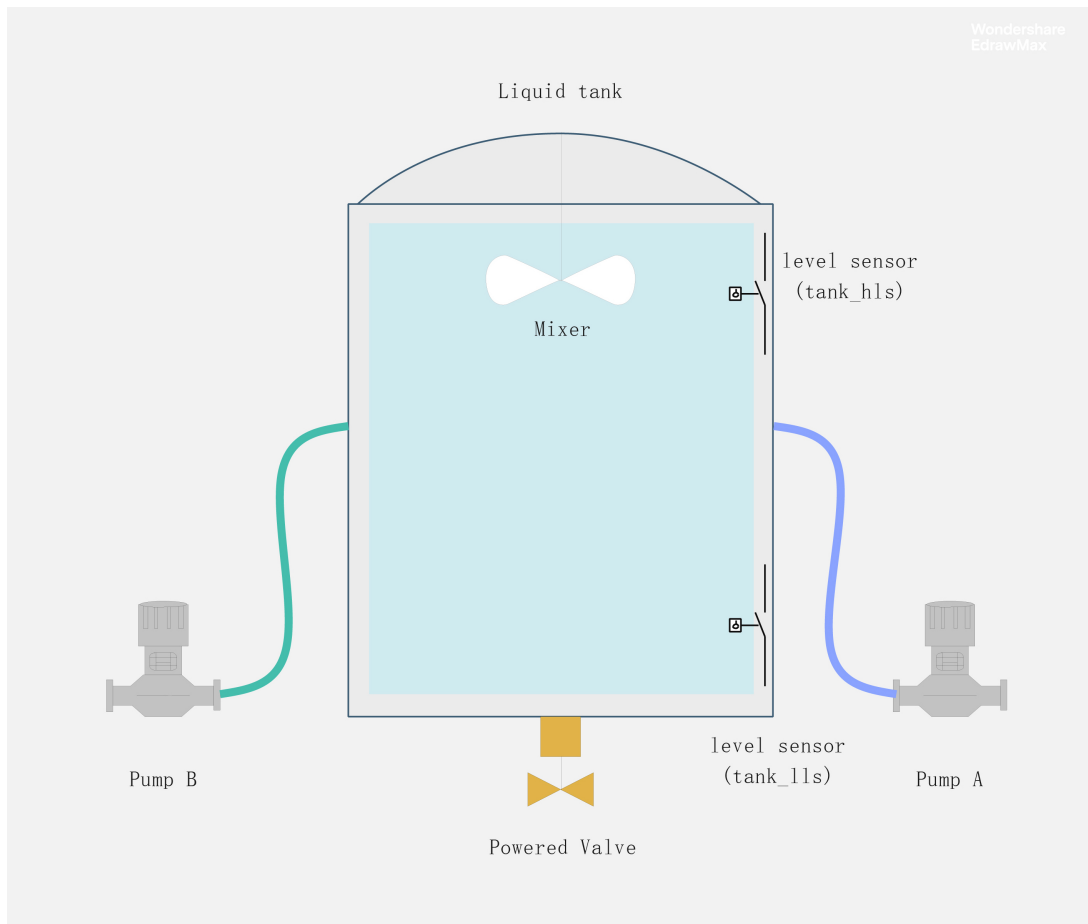 Wondershare
EdrawMax
Liquid tank
level sensor
(tank_hls)
Mixer
level sensor
(tank_lls)
Pump B
Pump A
Powered Valve